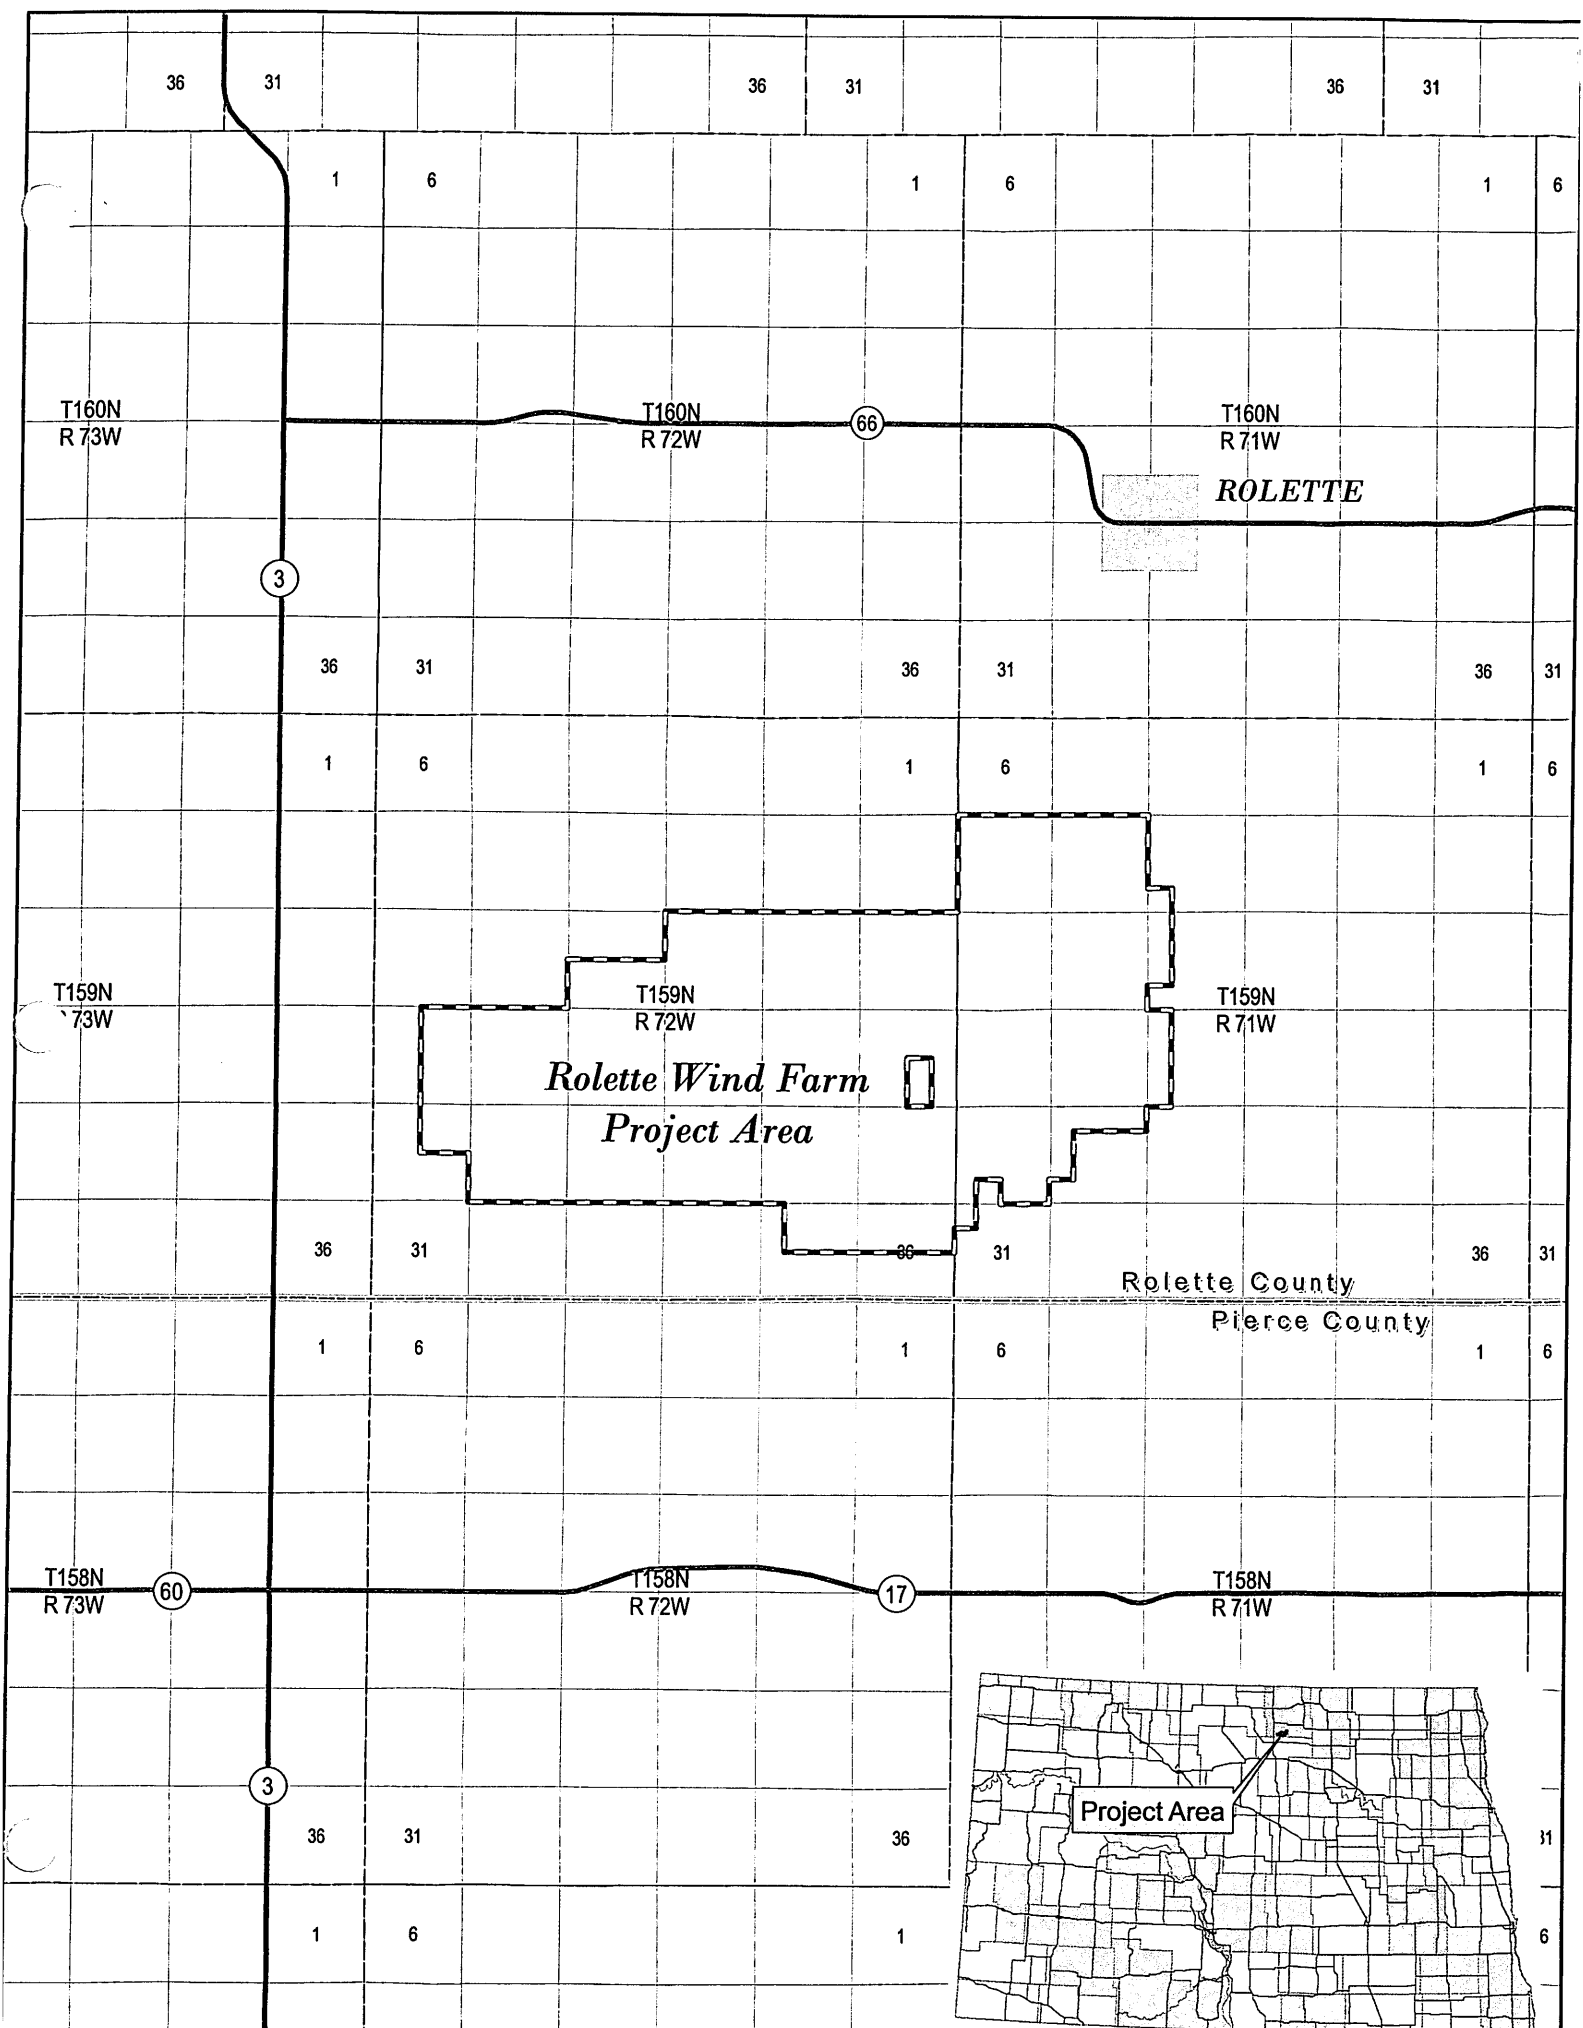 36 31 36 31 36 31
1 6 1 6 1 6
T160N T160N T160N
R 73W R 72W 66 R 71W
ROLETTE
3
36 31 36 31 36 31
1 6 1 6 1 6
T159N T159N T159N
73W R 72W R 71W
Rolette Wind Farm
Project Area
36 31 36 31 36 31
Rolette County
Pierce County
1 6 1 6 1 6
T158N 60 T158N 17 T158N
R 73W R 72W R 71W
3
Project Area
36 31 36 31
1 6 1 6